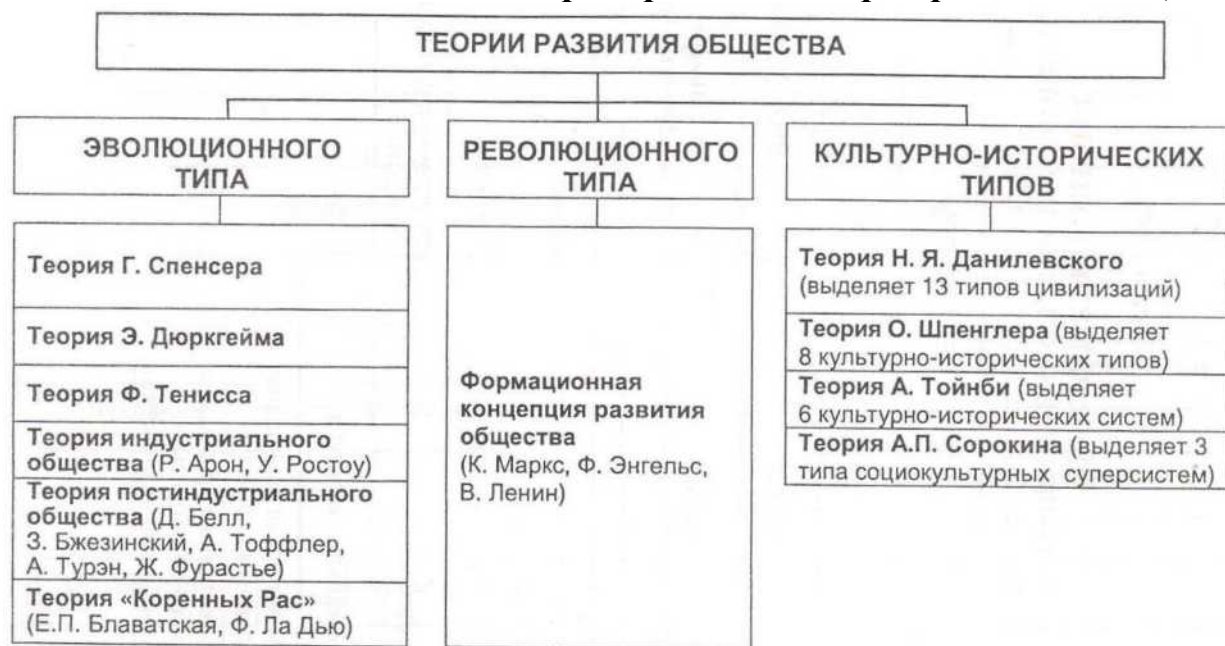 ТЕОРИИ РАЗВИТИЯ ОБЩЕСТВА
ЭВОЛЮЦИОННОГО
ТИПА
Теория Г. Спенсера
Теория Э. Дюркгейма
Теория Ф. Тенисса
Теория индустриального
общества (Р. Арон, У. Ростоу)
Теория постиндустриального
общества (Д. Белл,
З. Бжезинский, А. Тоффлер,
А. Турэн, Ж. Фурастье)
Теория «Коренных Рас»
(Е.П. Блаватская, Ф. Ла Дью)
РЕВОЛЮЦИОННОГО
ТИПА
Формационная
концепция развития
общества
(К. Маркс, Ф. Энгельс,
В. Ленин)
КУЛЬТУРНО-ИСТОРИЧЕСКИХ
ТИПОВ
Теория Н. Я. Данилевского
(выделяет 13 типов цивилизаций)
Теория О. Шпенглера (выделяет
8 культурно-исторических типов)
Теория А. Тойнби (выделяет
6 культурно-исторических систем)
Теория А.П. Сорокина (выделяет 3
типа социокультурных суперсистем)